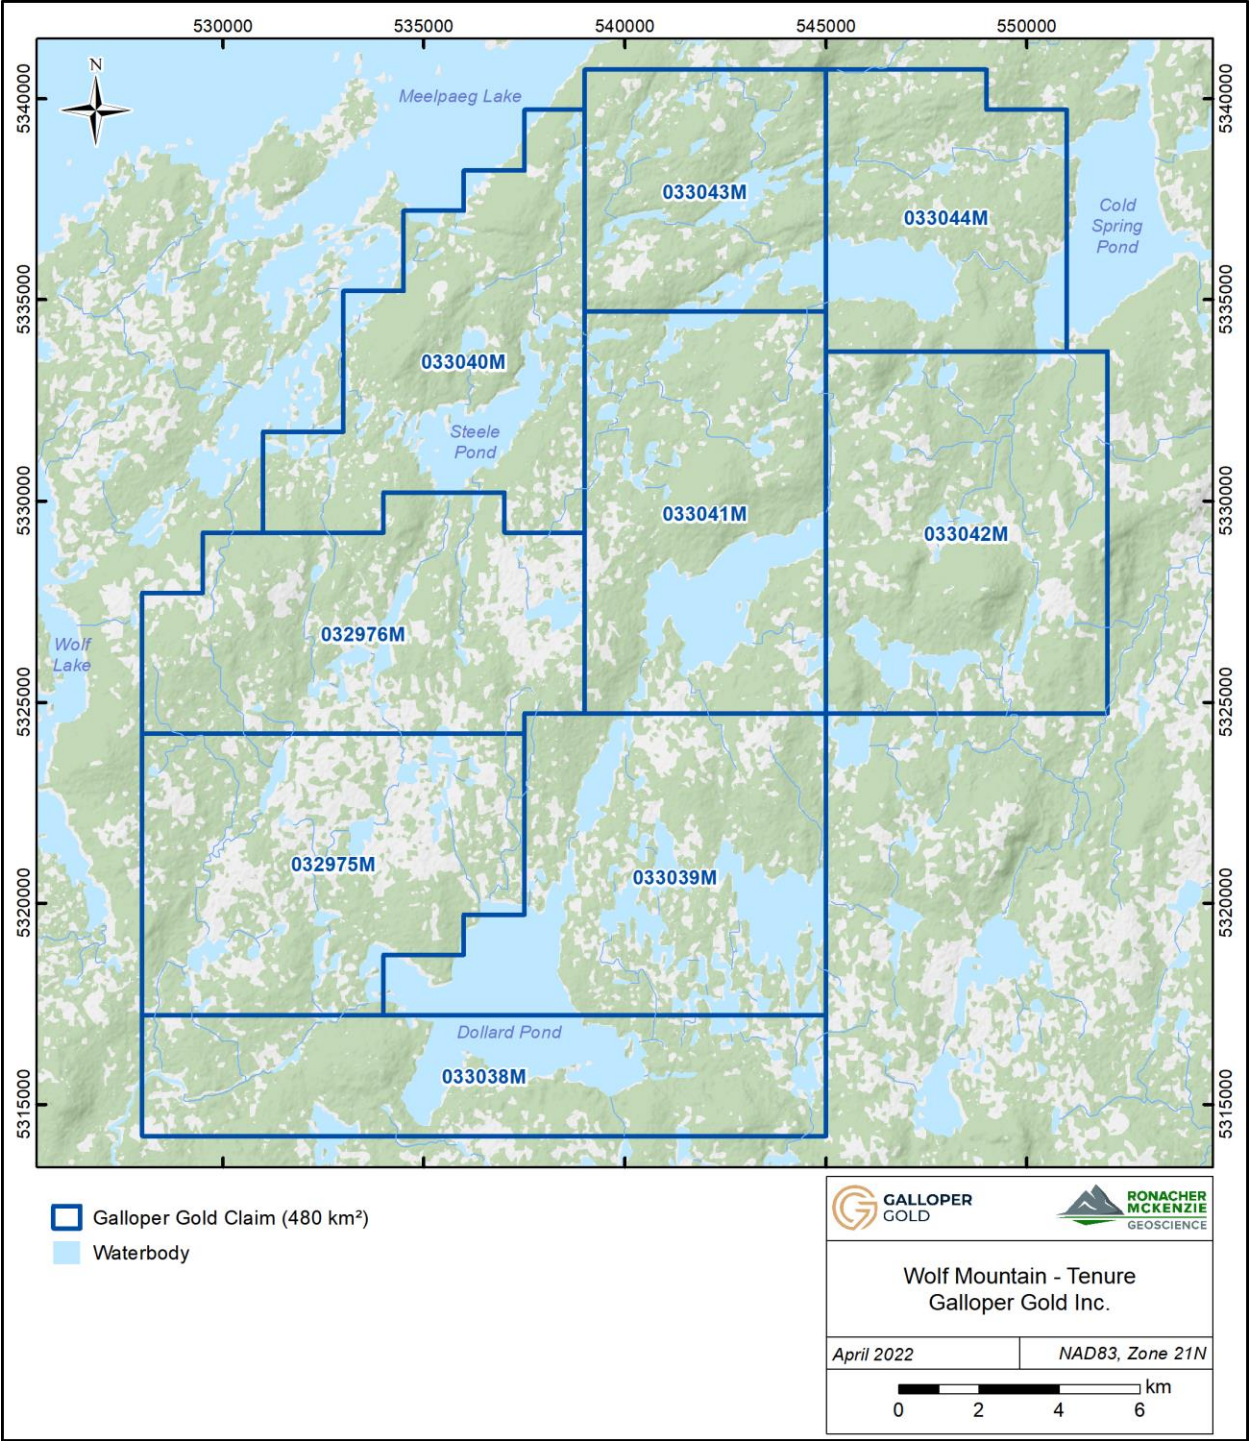 530000
535000
540000
545000
550000
5340000
5340000
N
Meelpaeg Lake
033043M
033044M
Cold
Spring
Pond
5335000
5335000
033040M
Steele
Pond
5330000
5330000
033041M
033042M
032976M
Wolf
Lake
5325000
5325000
032975M
033039M
5320000
5320000
Dollard Pond
033038M
5315000
5315000
Galloper Gold Claim (480 km²)
Waterbody
GALLOPER
GOLD
RONACHER
MCKENZIE
GEOSCIENCE
Wolf Mountain - Tenure
Galloper Gold Inc.
April 2022
NAD83, Zone 21N
km
0 2 4 6